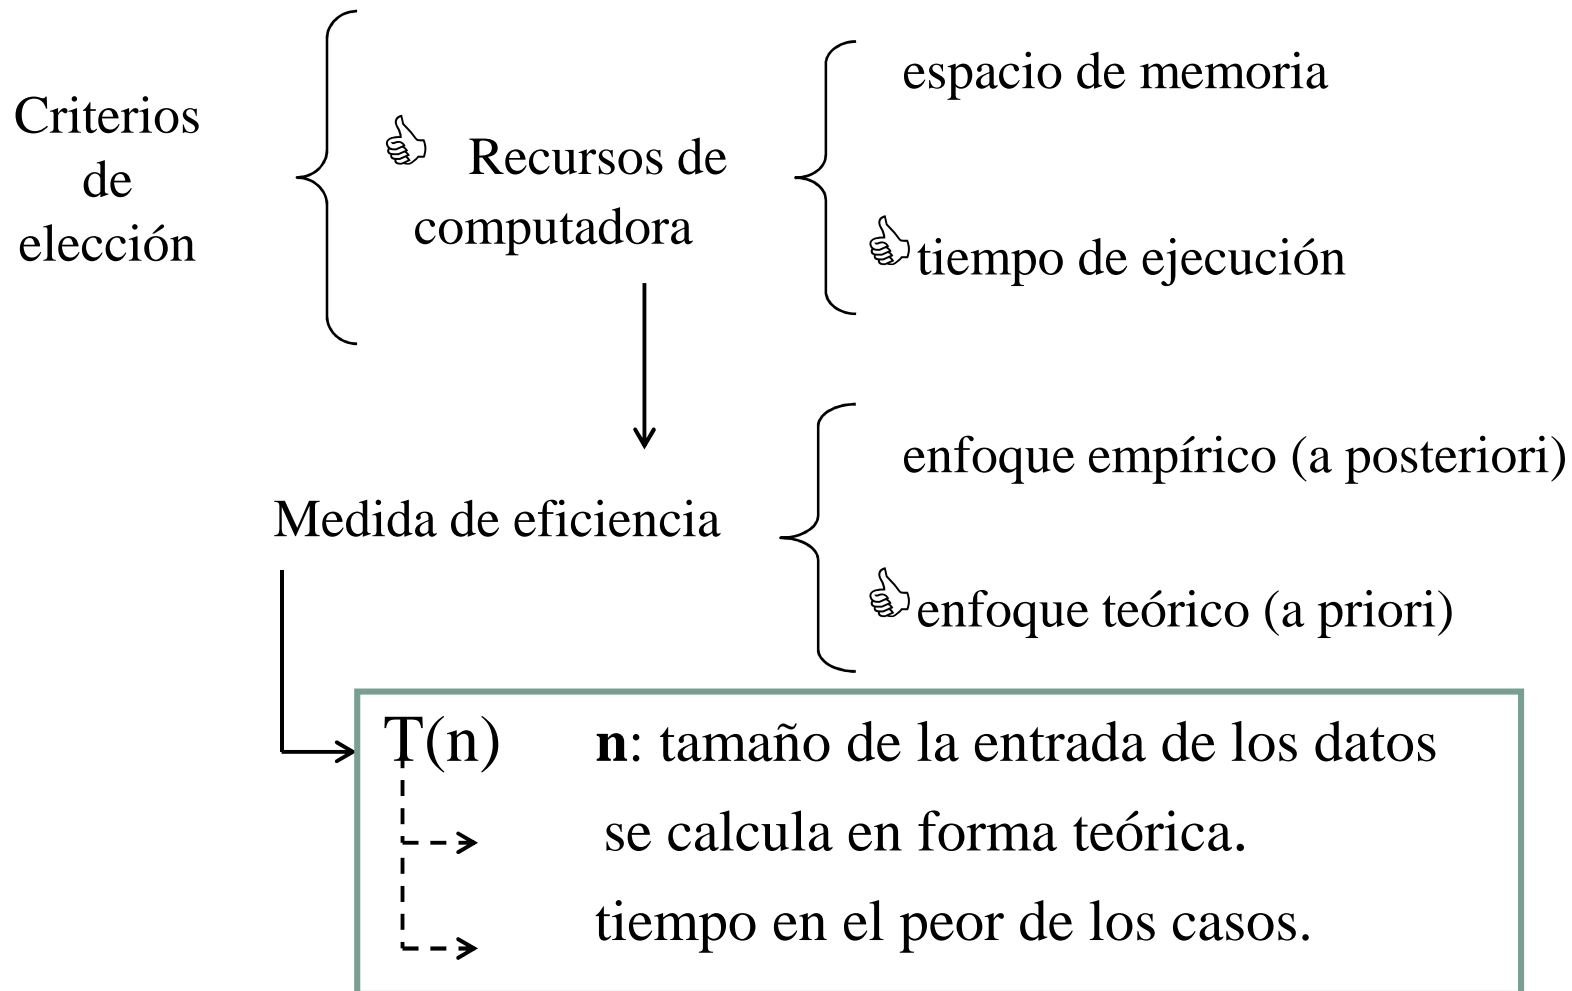 Criterios
de
elección
Recursos de
computadora
espacio de memoria
tiempo de ejecución
Medida de eficiencia
enfoque empírico (a posteriori)
enfoque teórico (a priori)
T(n) n: tamaño de la entrada de los datos
se calcula en forma teórica.
tiempo en el peor de los casos.